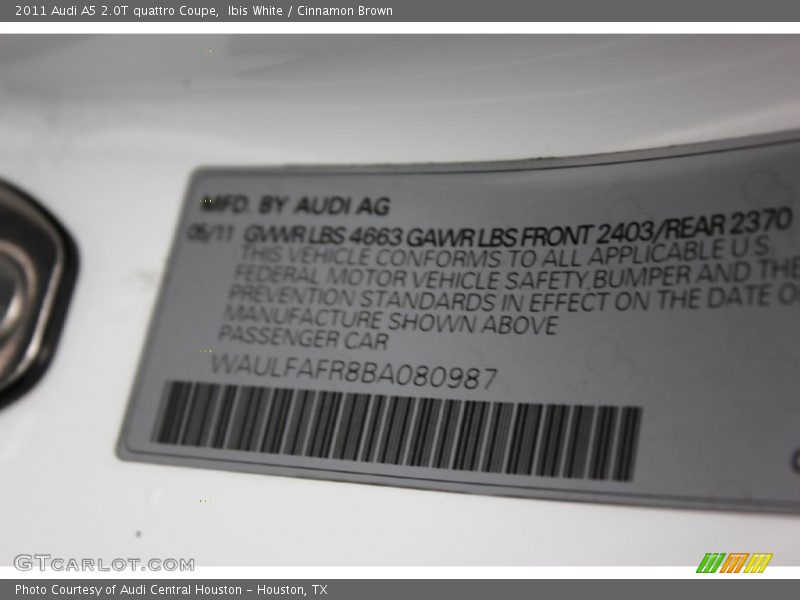 2011 Audi A5 2.0T quattro Coupe,  Ibis White / Cinnamon Brown
MFD. BY AUDI AG
05/11 GVWR LBS 4663 GAWR LBS FRONT 2403/REAR 2370
THIS VEHICLE CONFORMS TO ALL APPLICABLE U S
FEDERAL MOTOR VEHICLE SAFETY,BUMPER AND THE
PREVENTION STANDARDS IN EFFECT ON THE DATE O
MANUFACTURE SHOWN ABOVE
PASSENGER CAR
WAULFAFR8BA080987
GTCARLOT.COM
Photo Courtesy of Audi Central Houston - Houston, TX